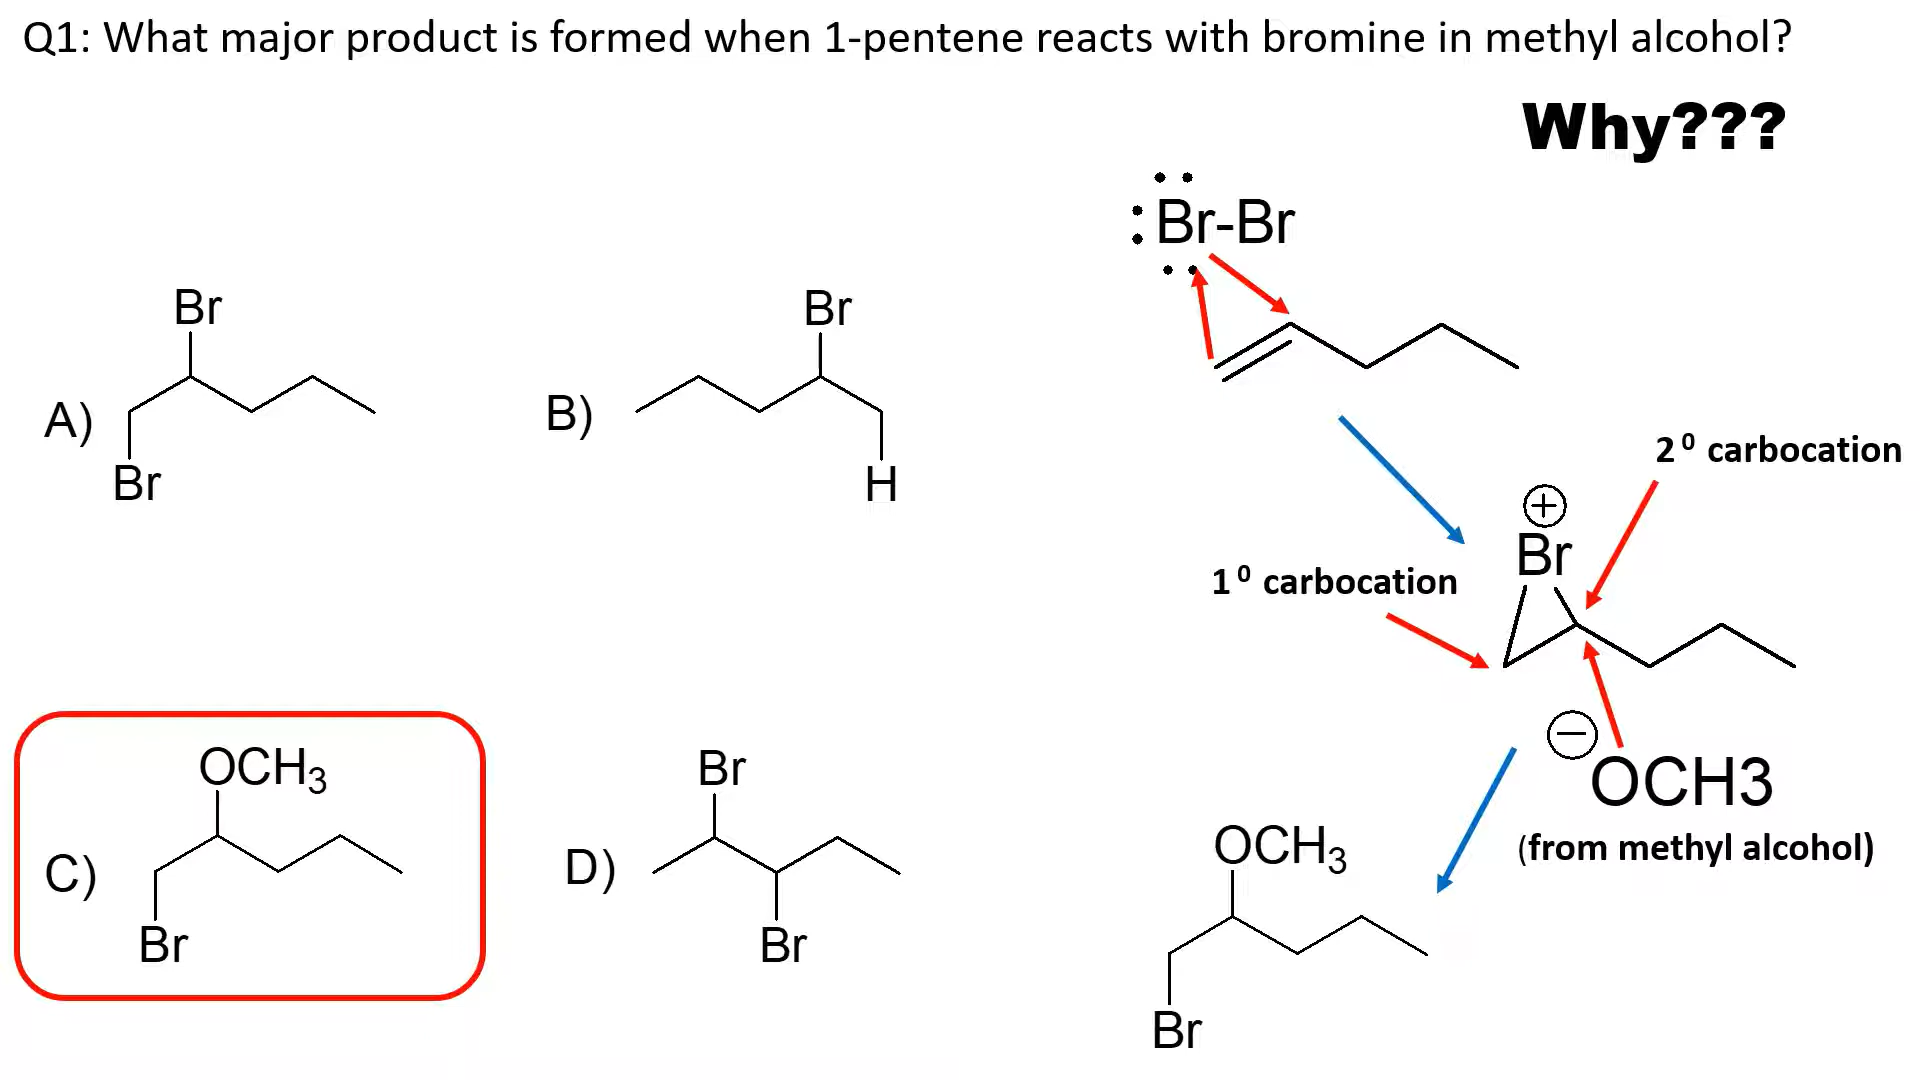 Q1: What major product is formed when 1-pentene reacts with bromine in methyl alcohol?
Why???
Br-Br
A)
Br
Br
B)
Br
H
2⁰ carbocation
Br
1⁰ carbocation
OCH3
(from methyl alcohol)
C)
OCH₃
Br
D)
Br
Br
OCH₃
Br